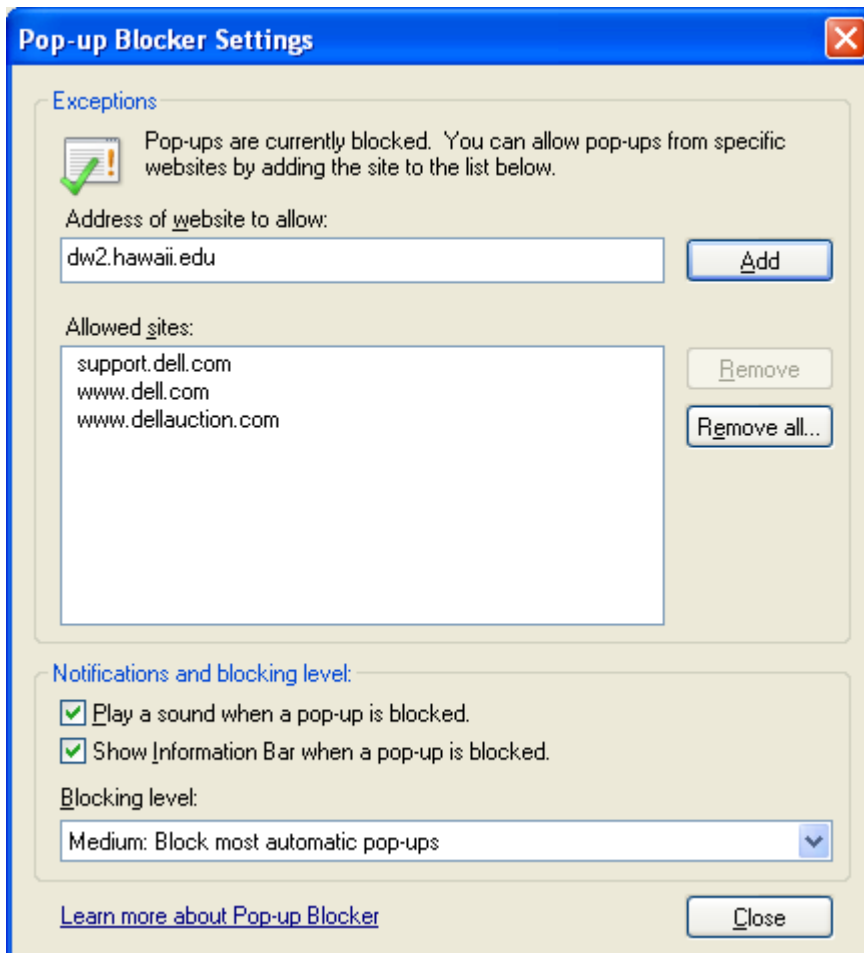 Pop-up Blocker Settings
Exceptions
Pop-ups are currently blocked.  You can allow pop-ups from specific
websites by adding the site to the list below.
Address of website to allow:
dw2.hawaii.edu
Add
Allowed sites:
support.dell.com
www.dell.com
www.dellauction.com
Remove
Remove all...
Notifications and blocking level:
Play a sound when a pop-up is blocked.
Show Information Bar when a pop-up is blocked.
Blocking level:
Medium: Block most automatic pop-ups
Learn more about Pop-up Blocker
Close